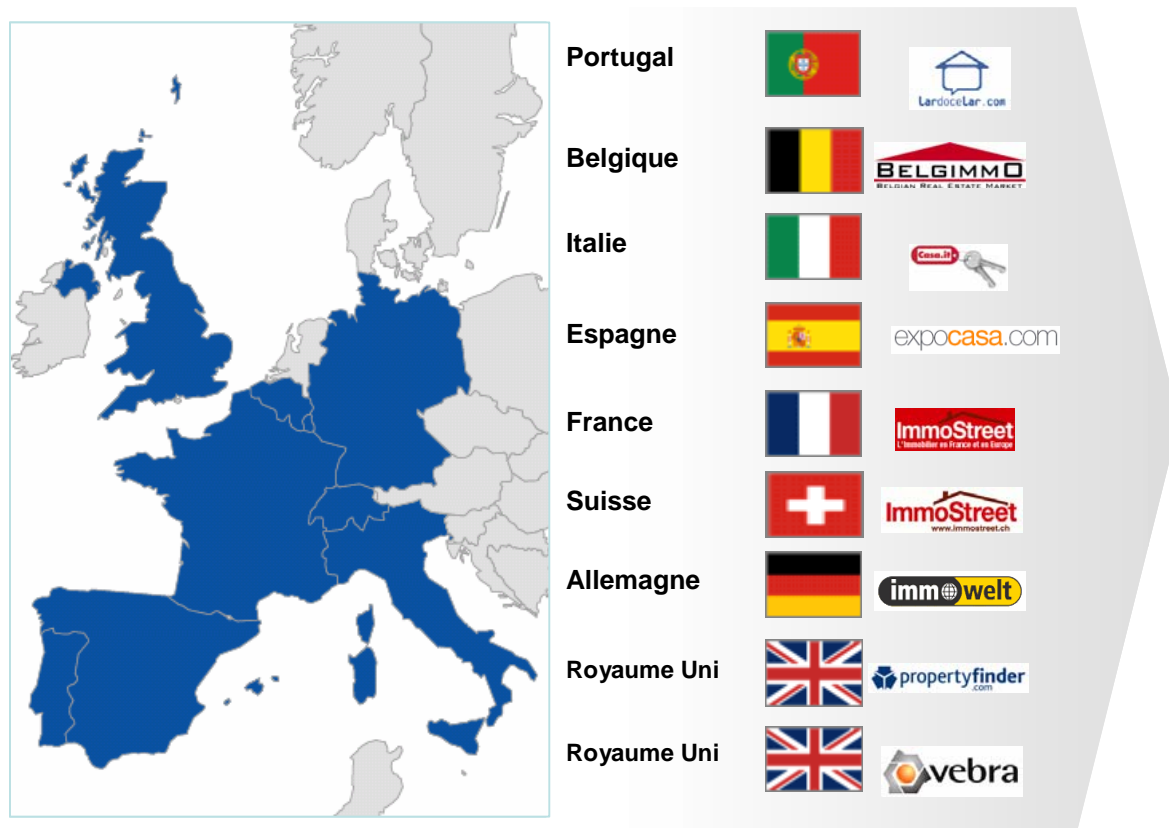 Portugal
LardoceLar.com
Belgique
BELGIMMO
BELGIAN REAL ESTATE MARKET
Italie
Casa.it
Espagne
expocasa.com
France
ImmoStreet
L'Immobilier en France et en Europe
Suisse
ImmoStreet
www.immostreet.ch
Allemagne
immowelt
Royaume Uni
propertyfinder
.com
Royaume Uni
vebra